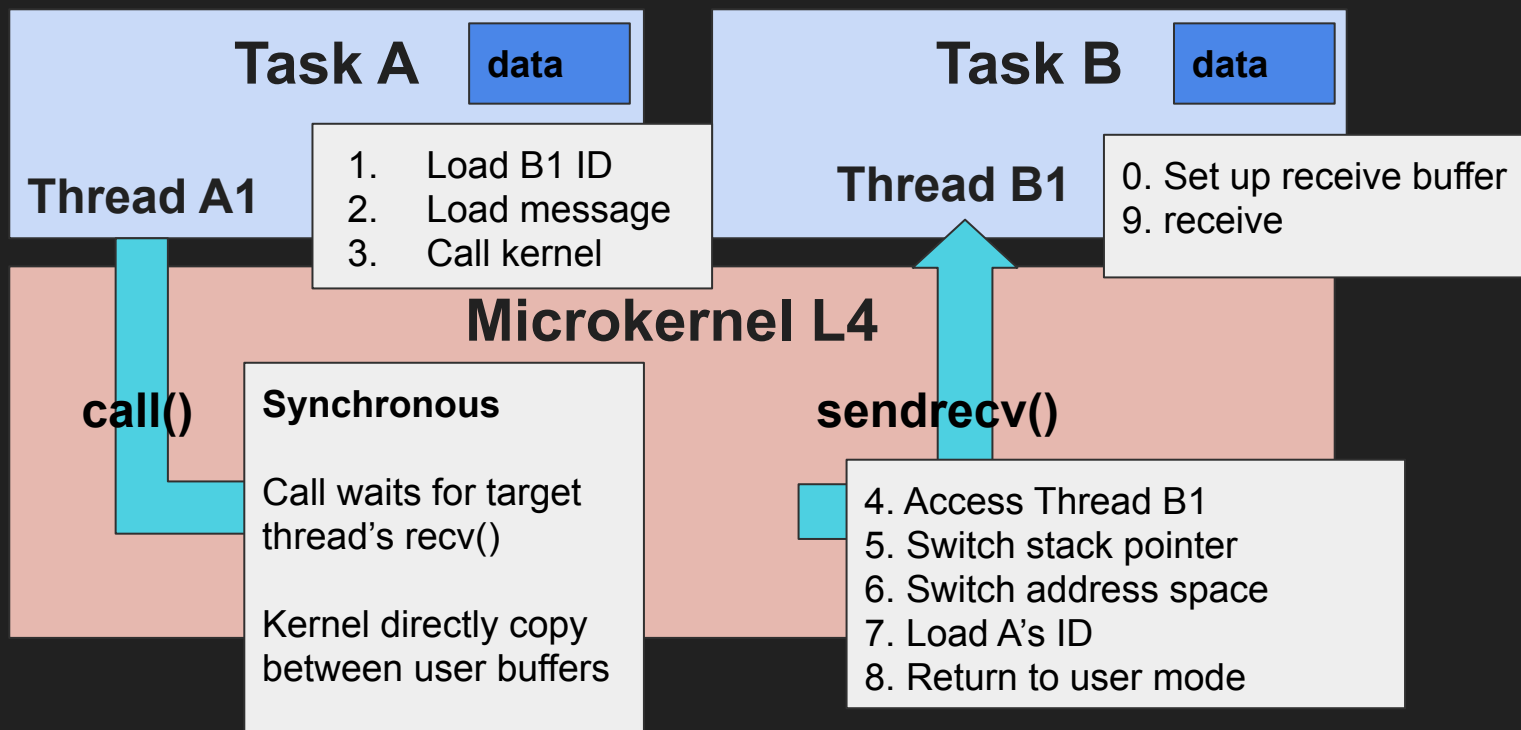 Task A
data
Thread A1
1. Load B1 ID
2. Load message
3. Call kernel
Task B
data
Thread B1
0. Set up receive buffer
9. receive
Microkernel L4
call()
Synchronous
Call waits for target
thread’s recv()
Kernel directly copy
between user buffers
sendrecv()
4. Access Thread B1
5. Switch stack pointer
6. Switch address space
7. Load A’s ID
8. Return to user mode